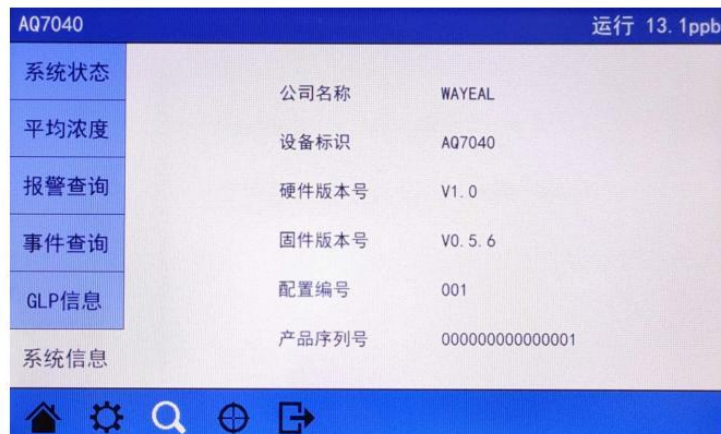 AQ7040 运行 13.1ppb
系统状态
平均浓度
报警查询
事件查询
GLP信息
系统信息
公司名称 WAYEAL
设备标识 AQ7040
硬件版本号 V1.0
固件版本号 V0.5.6
配置编号 001
产品序列号 000000000000001